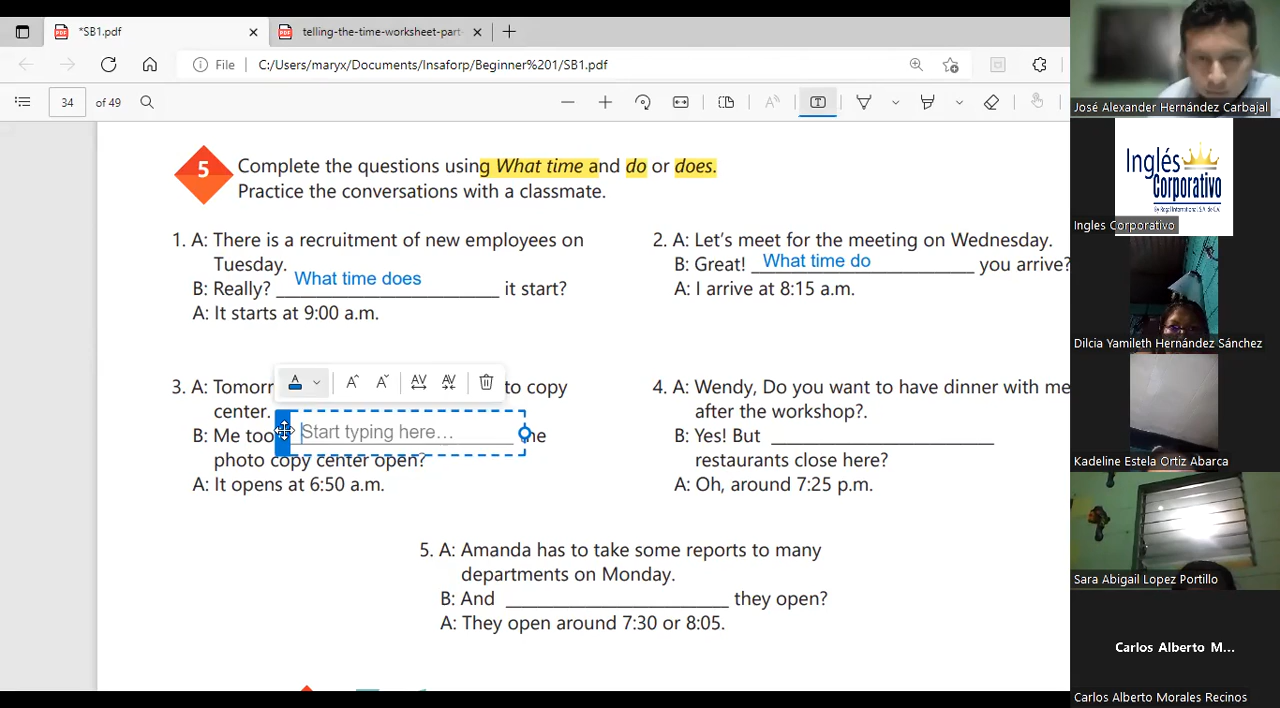 *SB1.pdf
telling-the-time-worksheet-part-
File
C:/Users/maryx/Documents/Insaforp/Beginner%201/SB1.pdf
34 of 49
5
Complete the questions using What time and do or does.
Practice the conversations with a classmate.
1. A: There is a recruitment of new employees on
Tuesday.
B: Really? What time does it start?
A: It starts at 9:00 a.m.
2. A: Let's meet for the meeting on Wednesday.
B: Great! What time do you arrive?
A: I arrive at 8:15 a.m.
3. A: Tomorr to copy
center.
B: Me too Start typing here… he
photo copy center open?
A: It opens at 6:50 a.m.
4. A: Wendy, Do you want to have dinner with me
after the workshop?.
B: Yes! But ____________________
restaurants close here?
A: Oh, around 7:25 p.m.
5. A: Amanda has to take some reports to many
departments on Monday.
B: And ____________________ they open?
A: They open around 7:30 or 8:05.
José Alexander Hernández Carbajal
Inglés
Corporativo
Ingles Corporativo
Dilcia Yamileth Hernández Sánchez
Kadeline Estela Ortiz Abarca
Sara Abigail Lopez Portillo
Carlos Alberto M...
Carlos Alberto Morales Recinos